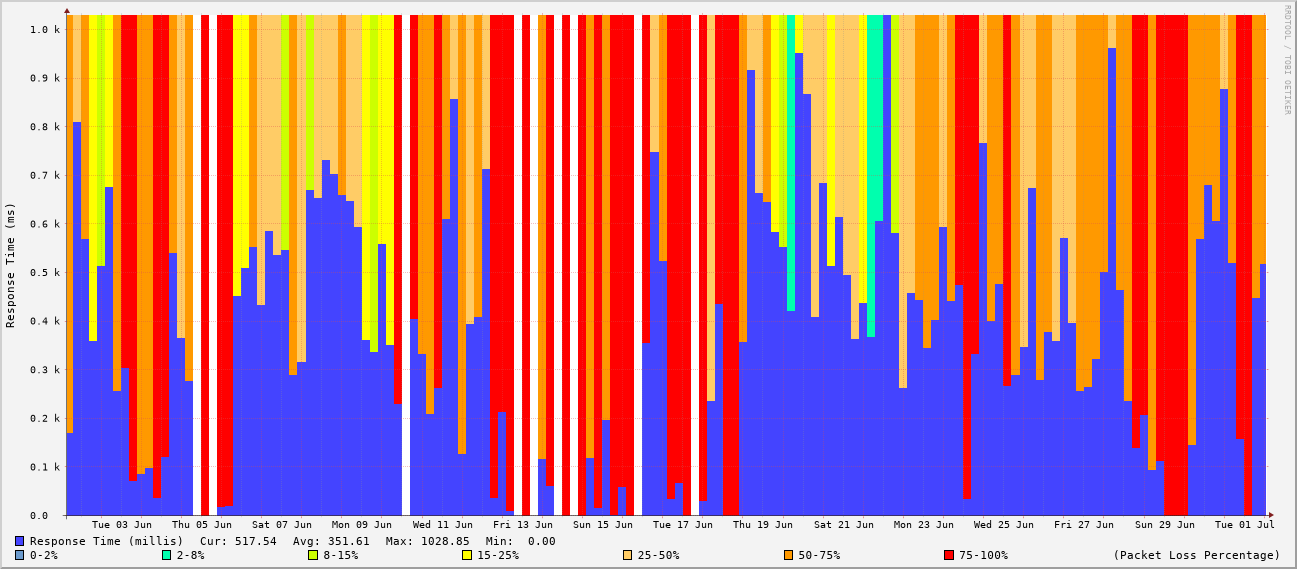 RRDTOOL / TOBI OETIKER
Response Time (ms)
1.0 k
0.9 k
0.8 k
0.7 k
0.6 k
0.5 k
0.4 k
0.3 k
0.2 k
0.1 k
0.0
Tue 03 Jun Thu 05 Jun Sat 07 Jun Mon 09 Jun Wed 11 Jun Fri 13 Jun Sun 15 Jun Tue 17 Jun Thu 19 Jun Sat 21 Jun Mon 23 Jun Wed 25 Jun Fri 27 Jun Sun 29 Jun Tue 01 Jul
Response Time (millis) Cur: 517.54 Avg: 351.61 Max: 1028.85 Min: 0.00
0-2% 2-8% 8-15% 15-25% 25-50% 50-75% 75-100% (Packet Loss Percentage)